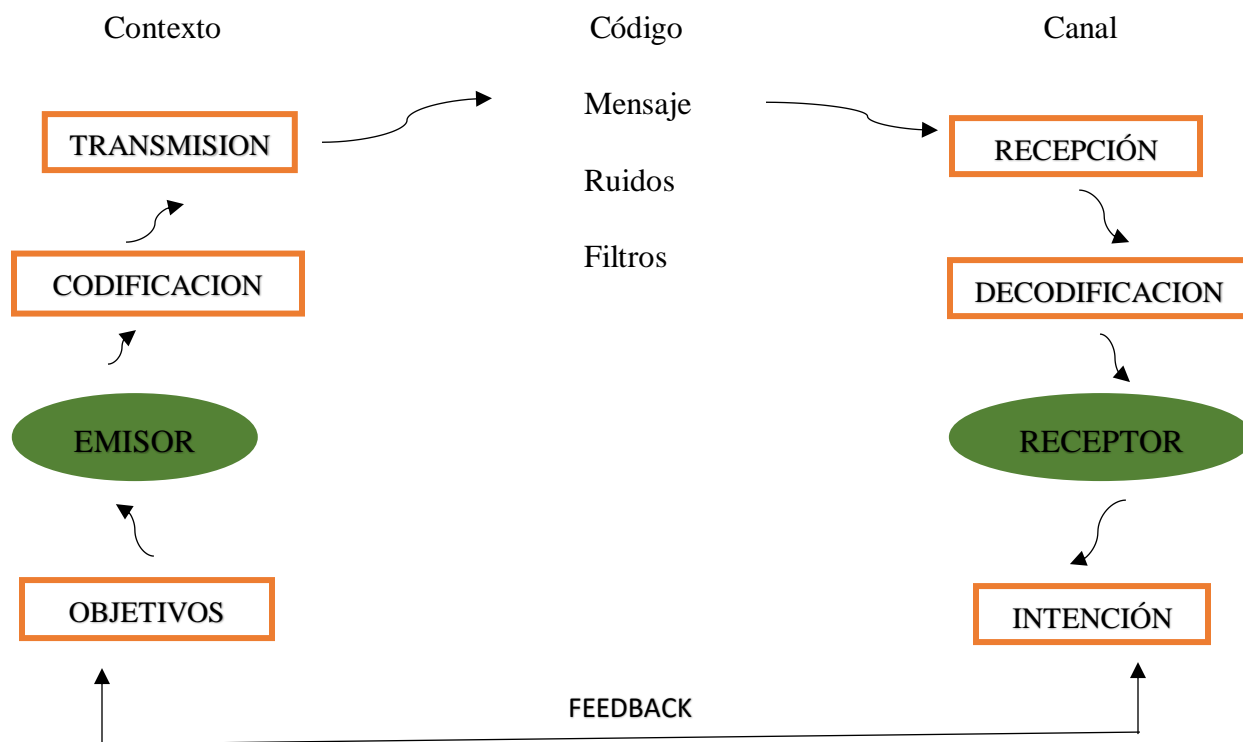 Contexto
Código
Canal
Mensaje
TRANSMISION
RECEPCIÓN
Ruidos
Filtros
CODIFICACION
DECODIFICACION
EMISOR
RECEPTOR
OBJETIVOS
INTENCIÓN
FEEDBACK